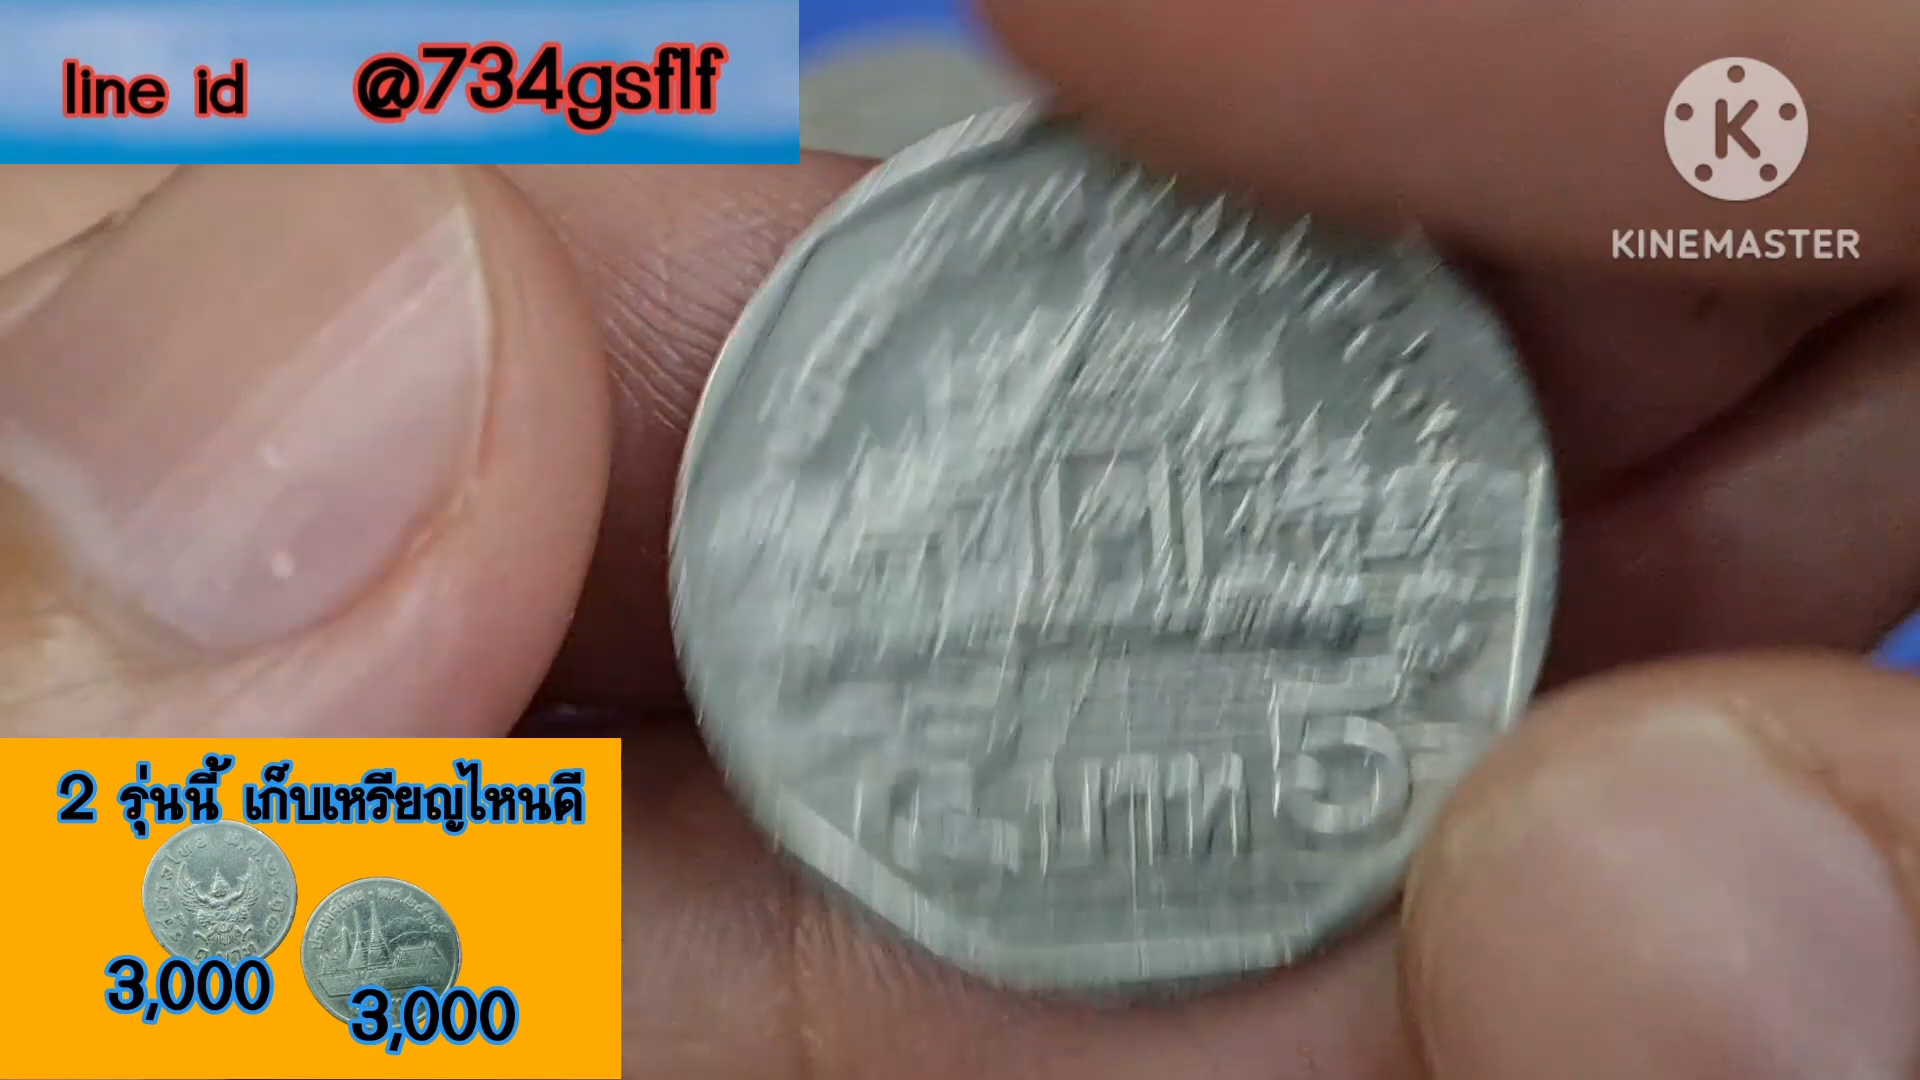 line id @734gsflf
KINEMASTER
2 รุ่นนี้ เก็บเหรียญไหนดี
3,000
3,000
บาท ๕